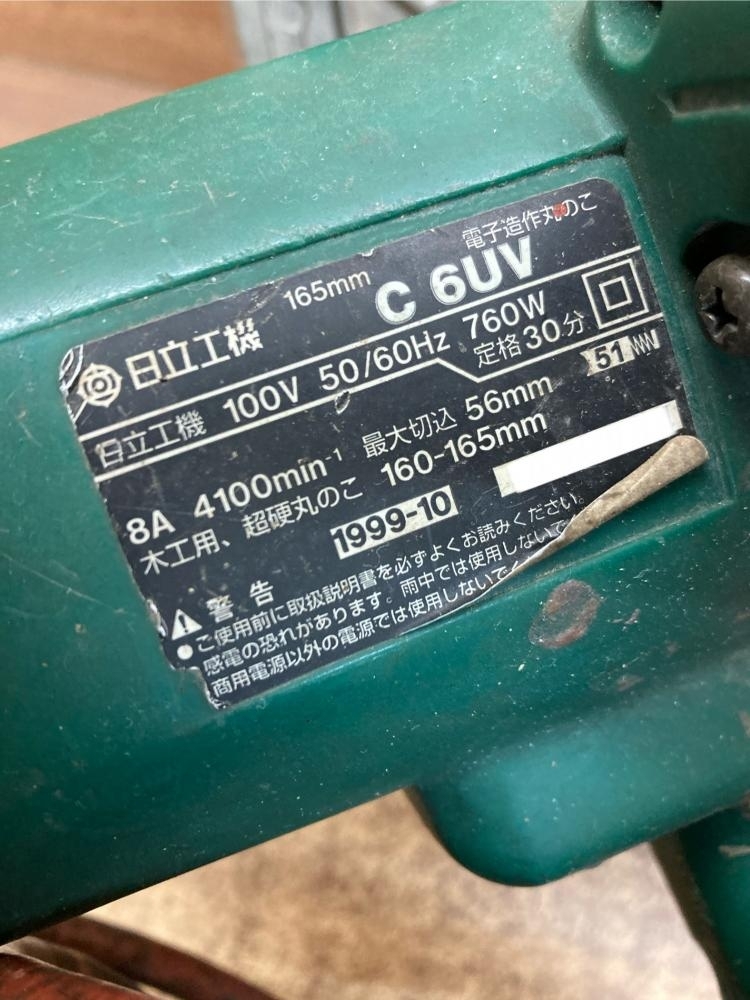 電子造作丸のこ
165mm C 6UV
日立工機
日立工機 100V 50/60Hz 760W
定格 30分
51
8A 4100min-1 最大切込 56mm
木工用、超硬丸のこ 160-165mm
1999-10
警告
●ご使用前に取扱説明書を必ずよくお読みください。
感電の恐れがあります。雨中では使用しないで
商用電源以外の電源では使用しないでく